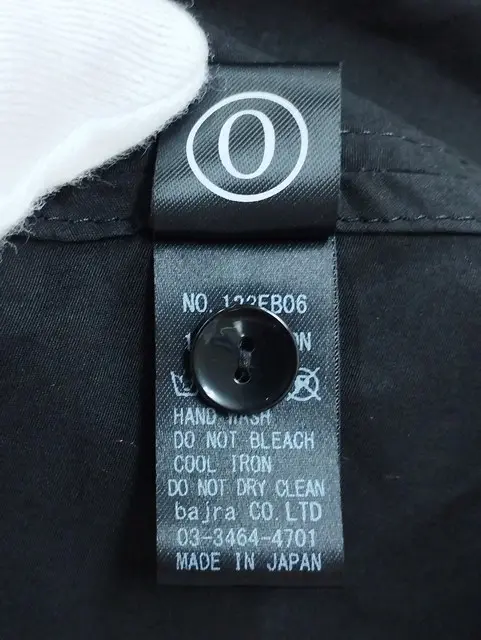 0
NO.
HAND WASH
DO NOT BLEACH
COOL IRON
DO NOT DRY CLEAN
bajra CO. LTD
03-3464-4701
MADE IN JAPAN